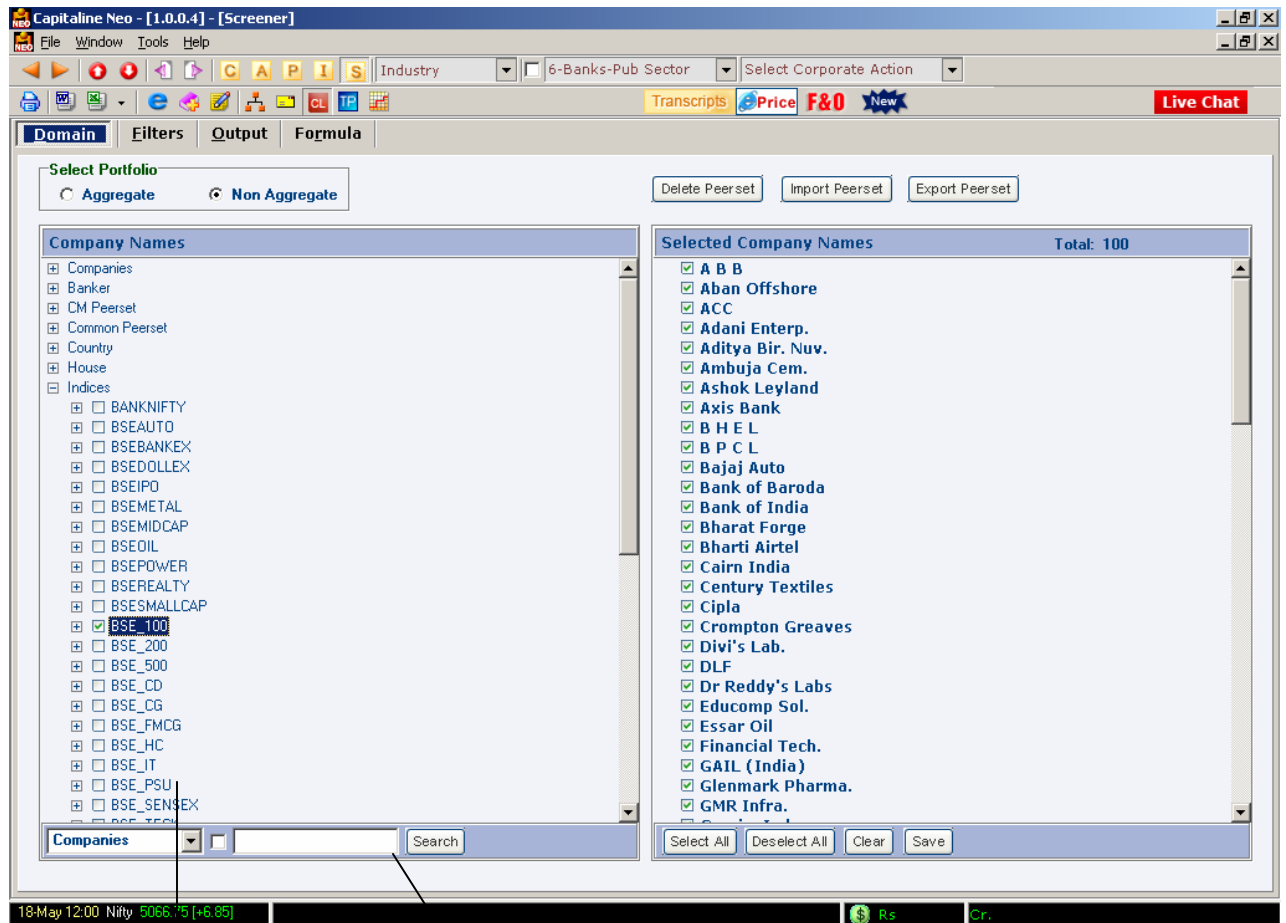 Capitaline Neo - [1.0.0.4] - [Screener]
File Window Tools Help
C A P I S Industry 6-Banks-Pub Sector Select Corporate Action
CL TP Transcripts Price F&O New Live Chat
Domain Filters Output Formula
Select Portfolio
Aggregate Non Aggregate
Delete Peerset Import Peerset Export Peerset
Company Names
Companies
Banker
CM Peerset
Common Peerset
Country
House
Indices
BANKNIFTY
BSEAUTO
BSEBANKEX
BSEDOLLEX
BSEIPO
BSEMETAL
BSEMIDCAP
BSEOIL
BSEPOWER
BSEREALTY
BSESMALLCAP
BSE_100
BSE_200
BSE_500
BSE_CD
BSE_CG
BSE_FMCG
BSE_HC
BSE_IT
BSE_PSU
BSE_SENSEX
Companies Search
Selected Company Names Total: 100
A B B
Aban Offshore
ACC
Adani Enterp.
Aditya Bir. Nuv.
Ambuja Cem.
Ashok Leyland
Axis Bank
B H E L
B P C L
Bajaj Auto
Bank of Baroda
Bank of India
Bharat Forge
Bharti Airtel
Cairn India
Century Textiles
Cipla
Crompton Greaves
Divi's Lab.
DLF
Dr Reddy's Labs
Educomp Sol.
Essar Oil
Financial Tech.
GAIL (India)
Glenmark Pharma.
GMR Infra.
Select All Deselect All Clear Save
18-May 12:00 Nifty 5066.75 [+6.85] $ Rs Cr.